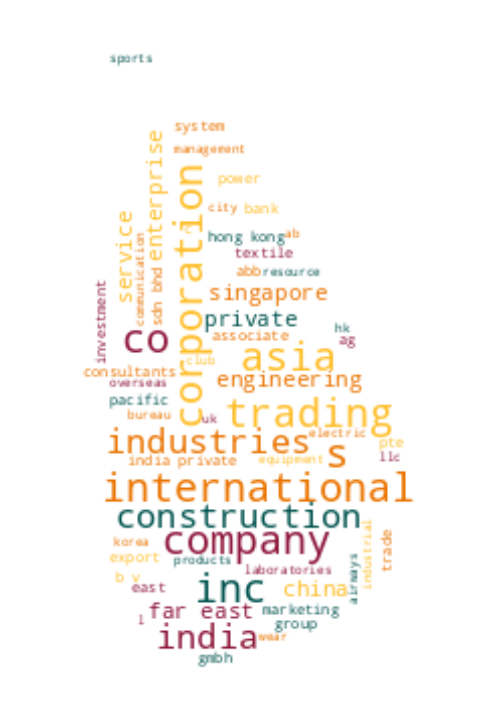 sports
system
management
enterprise
power
corporation
city
bank
service
hong kong
ab
communication
textile
sdn bhd
abb
resource
investment
singapore
private
hk
co
associate
ag
asia
club
consultants
engineering
overseas
pacific
trading
bureau
uk
industries
electric
s
pte
india private
equipment
llc
international
construction
company
korea
export
products
industrial
trade
laboratories
airways
b v
east
inc
china
far east
marketing
l
group
india
wear
gmbh